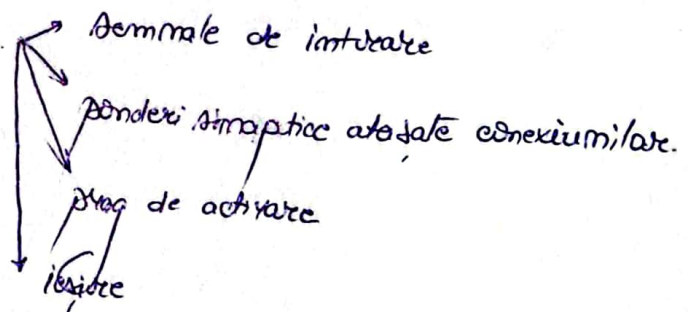 semnale de intrare
ponderi sinaptice atașate conexiunilor.
prag de activare
ieșire